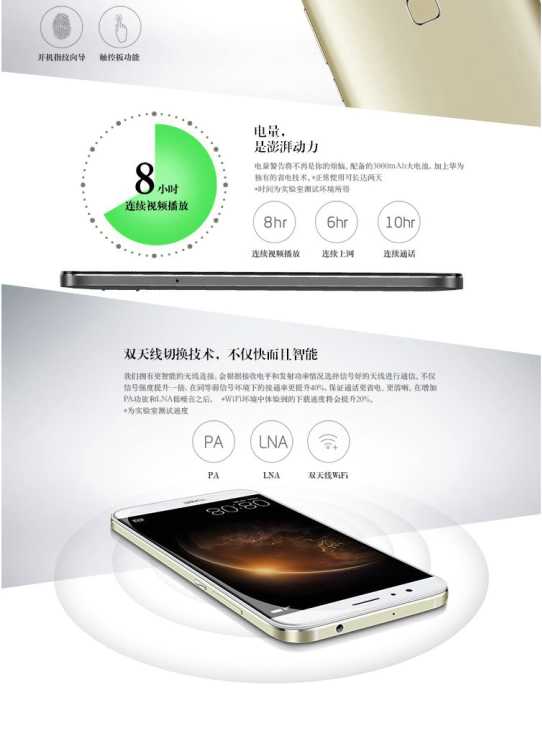 开机指纹向导 触控板功能
电量,
是澎湃动力
电量警告将不再是你的烦恼, 配备的3000mAh大电池, 加上华为
独有的省电技术, *正常使用可长达两天
*时间为实验室测试环境所得
8小时
连续视频播放
8hr 6hr 10hr
连续视频播放 连续上网 连续通话
双天线切换技术, 不仅快而且智能
我们拥有更智能的天线连接, 会根据接收电平和发射功率情况选择信号好的天线进行通信, 不仅
信号强度提升一倍, 在同等弱信号环境下的接通率更提升40%, 保证通话更省电, 更清晰, 在增加
PA功放和LNA低噪音之后, *WiFi环境中体验到的下载速度将会提升20%。
*为实验室测试速度
PA LNA
PA LNA 双天线WiFi
08:08